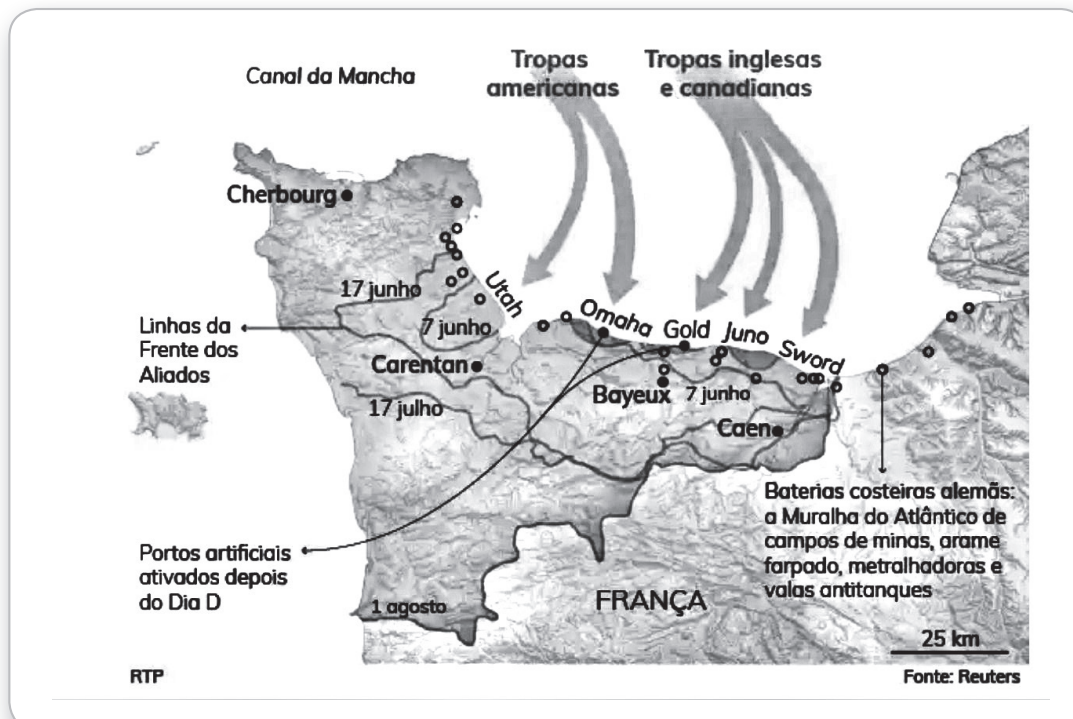 Canal da Mancha
Tropas
americanas
Tropas inglesas
e canadianas
Cherbourg
17 junho
Utah
7 junho
Linhas da
Frente dos
Aliados
Carentan
17 julho
Omaha
Gold
Juno
Sword
Bayeux
7 junho
Caen
Baterias costeiras alemãs:
a Muralha do Atlântico de
campos de minas, arame
farpado, metralhadoras e
valas antitanques
Portos artificiais
ativados depois
do Dia D
1 agosto
FRANÇA
25 km
RTP
Fonte: Reuters